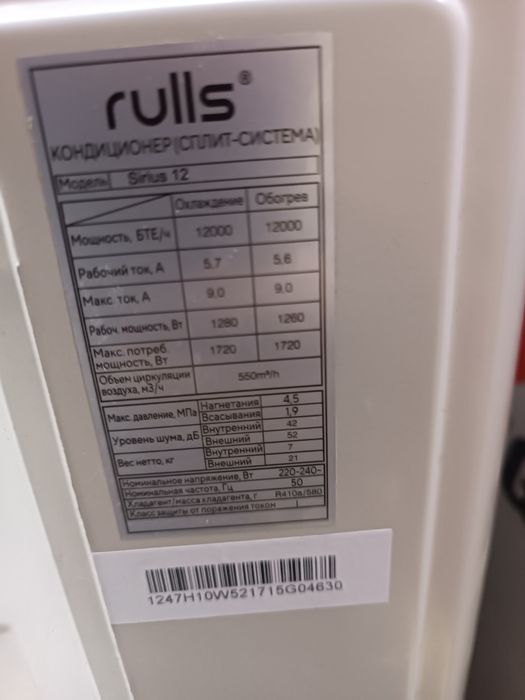 rulls®
КОНДИЦИОНЕР (СПЛИТ-СИСТЕМА)
Модель Sirius 12
Охлаждение Обогрев
Мощность, БТЕ/ч 12000 12000
Рабочий ток, А 5,7 5,6
Макс. ток, А 9,0 9,0
Рабоч. мощность, Вт 1280 1260
Макс. потреб. мощность, Вт 1720 1720
Объем циркуляции воздуха, м3/ч 550m³/h
Макс. давление, МПа Нагнетания 4,5
Всасывания 1,9
Уровень шума, дБ Внутренний 42
Внешний 52
Вес нетто, кг Внутренний 7
Внешний 21
Номинальное напряжение, Вт 220-240~
Номинальная частота, Гц 50
Хладагент/масса хладагента, г R410a/580
Класс защиты от поражения током I
1247H10W521715G04630